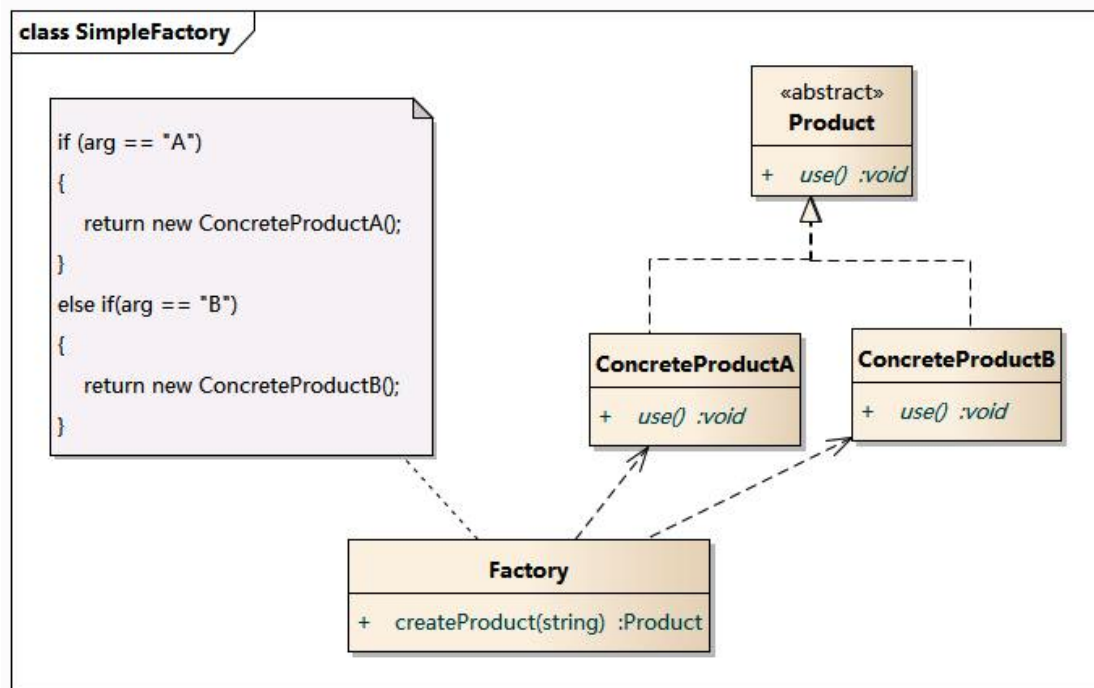 class SimpleFactory
if (arg == "A")
{
return new ConcreteProductA();
}
else if(arg == "B")
{
return new ConcreteProductB();
}
«abstract»
Product
+ use() :void
ConcreteProductA
+ use() :void
ConcreteProductB
+ use() :void
Factory
+ createProduct(string) :Product